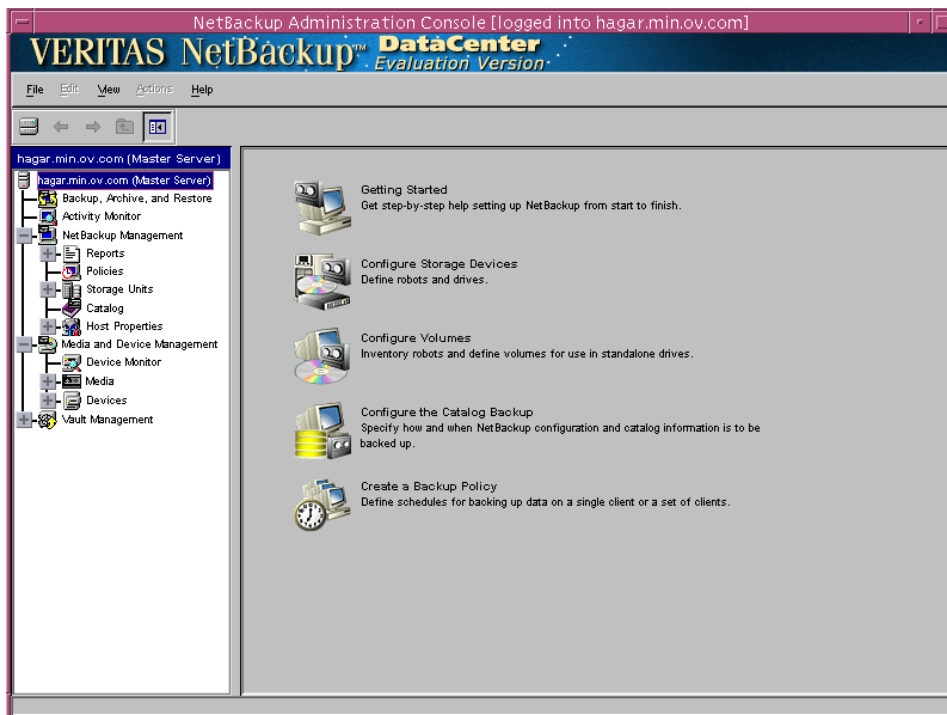 NetBackup Administration Console [logged into hagar.min.ov.com]
VERITAS NetBackup™ DataCenter
Evaluation Version
File Edit View Actions Help
hagar.min.ov.com (Master Server)
hagar.min.ov.com (Master Server)
Backup, Archive, and Restore
Activity Monitor
NetBackup Management
Reports
Policies
Storage Units
Catalog
Host Properties
Media and Device Management
Device Monitor
Media
Devices
Vault Management
Getting Started
Get step-by-step help setting up NetBackup from start to finish.
Configure Storage Devices
Define robots and drives.
Configure Volumes
Inventory robots and define volumes for use in standalone drives.
Configure the Catalog Backup
Specify how and when NetBackup configuration and catalog information is to be
backed up.
Create a Backup Policy
Define schedules for backing up data on a single client or a set of clients.